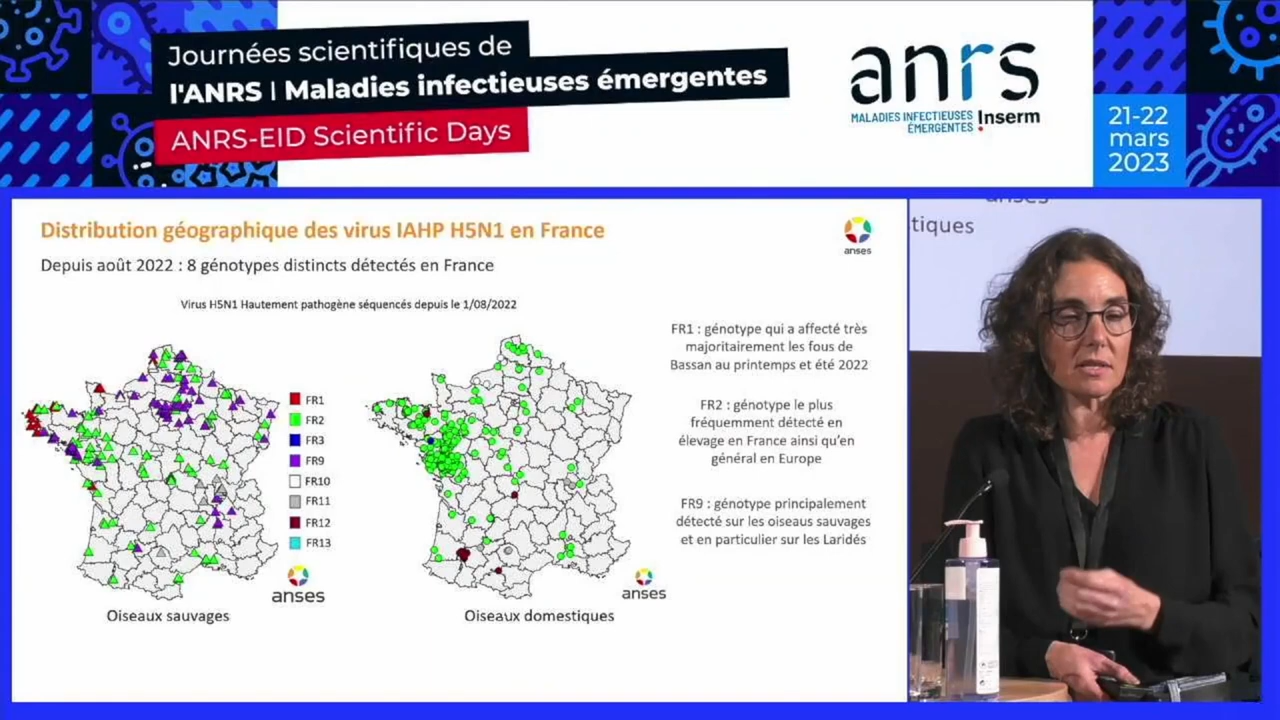 Journées scientifiques de
l'ANRS | Maladies infectieuses émergentes
ANRS-EID Scientific Days
anrs
MALADIES INFECTIEUSES
ÉMERGENTES
Inserm
21-22
mars
2023
Distribution géographique des virus IAHP H5N1 en France
anses
Depuis août 2022 : 8 génotypes distincts détectés en France
Virus H5N1 Hautement pathogène séquencés depuis le 1/08/2022
FR1
FR2
FR3
FR9
FR10
FR11
FR12
FR13
anses
Oiseaux sauvages
anses
Oiseaux domestiques
FR1 : génotype qui a affecté très
majoritairement les fous de
Bassan au printemps et été 2022
FR2 : génotype le plus
fréquemment détecté en
élevage en France ainsi qu'en
général en Europe
FR9 : génotype principalement
détecté sur les oiseaus sauvages
et en particulier sur les Laridés
anses
tiques